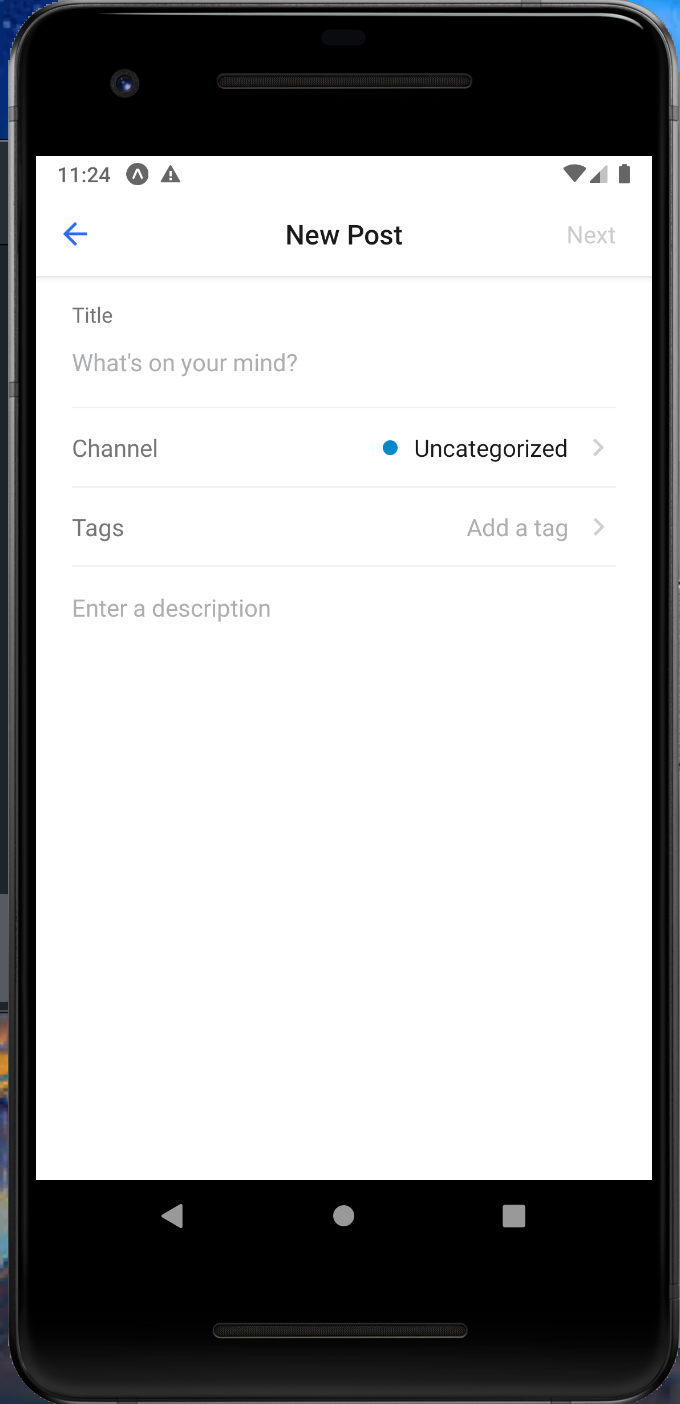 11:24
New Post
Next
Title
What's on your mind?
Channel
Uncategorized
Tags
Add a tag
Enter a description